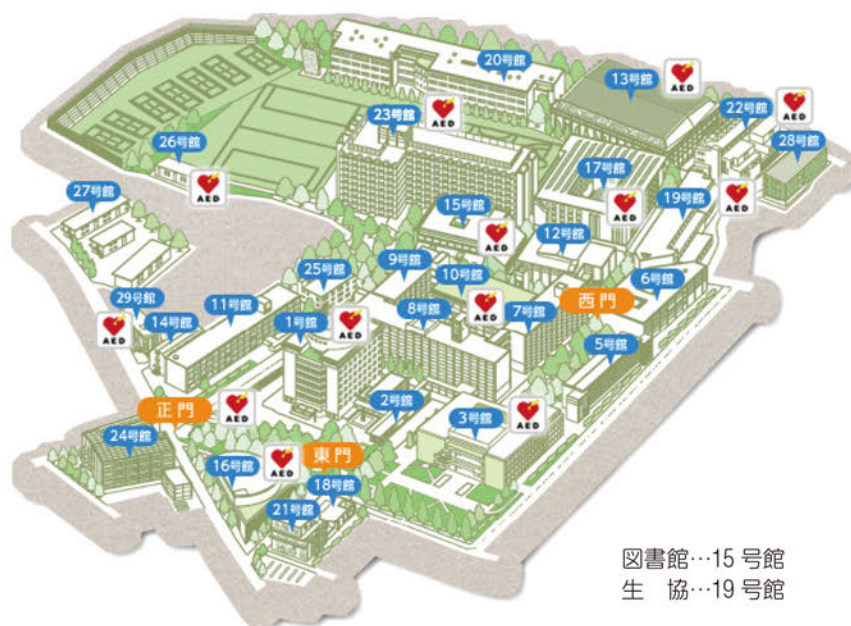 20号館
13号館
AED
22号館
AED
23号館
AED
28号館
26号館
17号館
AED
27号館
AED
19号館
AED
15号館
AED
12号館
9号館
25号館
10号館
6号館
29号館
11号館
AED
西門
14号館
AED
1号館
AED
8号館
7号館
5号館
正門
AED
2号館
3号館
AED
24号館
16号館
AED
東門
18号館
21号館
図書館…15号館
生　協…19号館